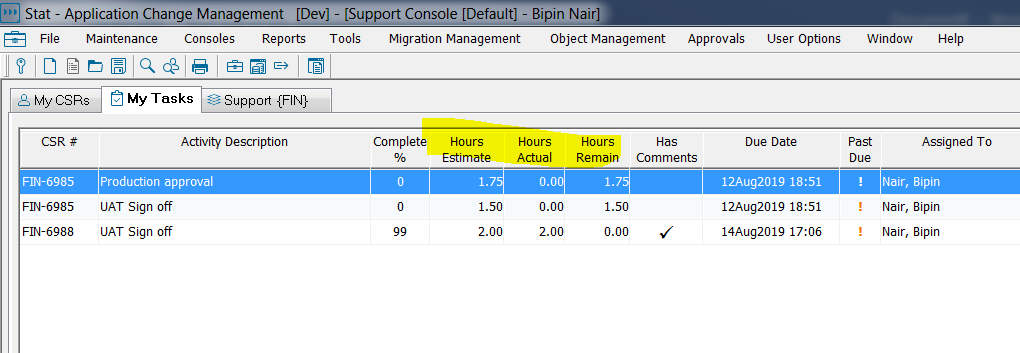 Stat - Application Change Management [Dev] - [Support Console [Default] - Bipin Nair]
File Maintenance Consoles Reports Tools Migration Management Object Management Approvals User Options Window Help
My CSRs My Tasks Support {FIN}
CSR # Activity Description Complete % Hours Estimate Hours Actual Hours Remain Has Comments Due Date Past Due Assigned To
FIN-6985 Production approval 0 1.75 0.00 1.75 12Aug2019 18:51 ! Nair, Bipin
FIN-6985 UAT Sign off 0 1.50 0.00 1.50 12Aug2019 18:51 ! Nair, Bipin
FIN-6988 UAT Sign off 99 2.00 2.00 0.00 ✓ 14Aug2019 17:06 ! Nair, Bipin